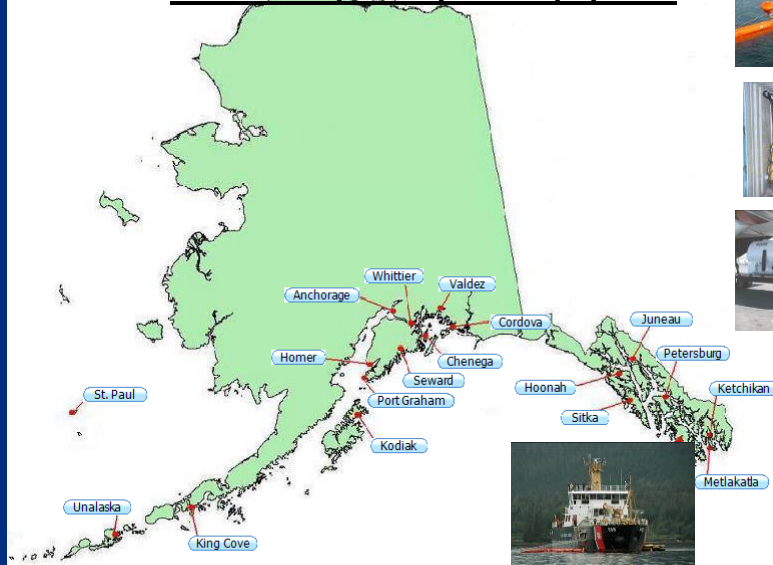 Whittier
Valdez
Anchorage
Cordova
Juneau
Homer
Chenega
Petersburg
Seward
Hoonah
Ketchikan
St. Paul
Port Graham
Sitka
Kodiak
Metlakatla
Unalaska
King Cove